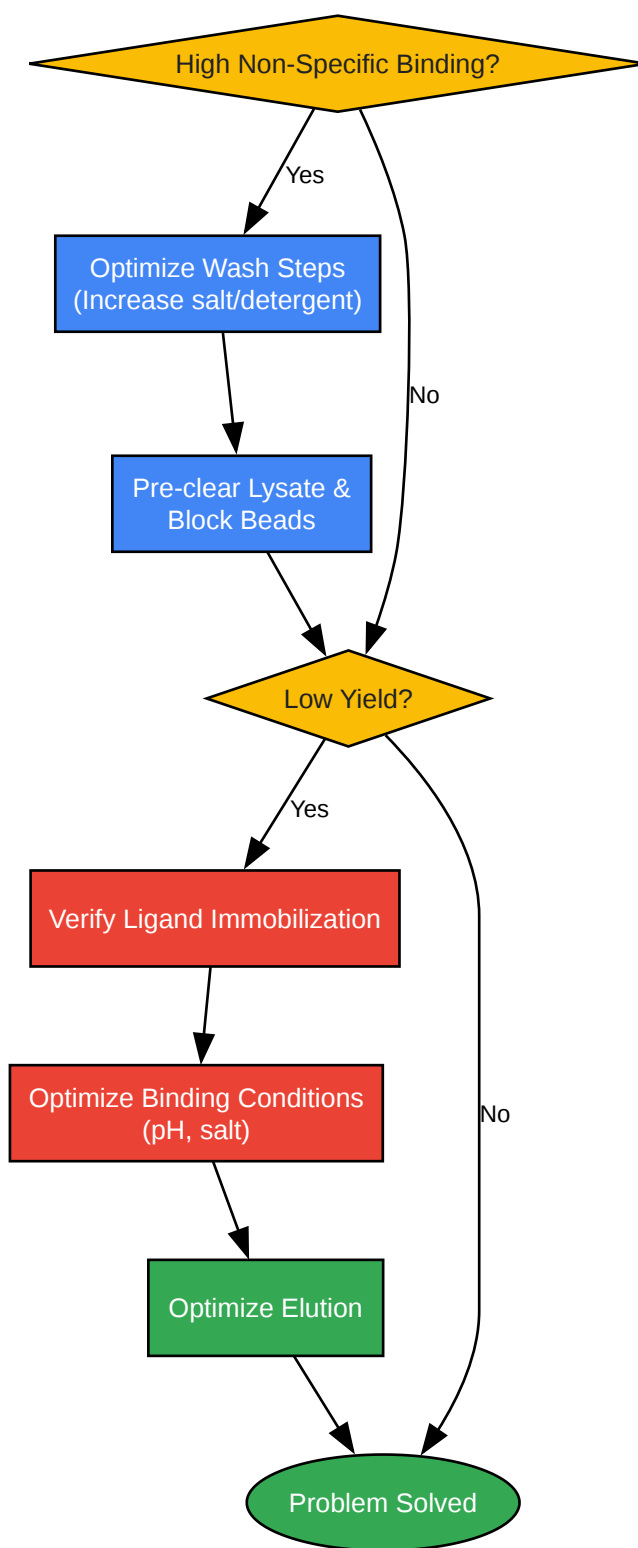 High Non-Specific Binding?
Yes
Optimize Wash Steps
(Increase salt/detergent)
No
Pre-clear Lysate &
Block Beads
Low Yield?
Yes
Verify Ligand Immobilization
Optimize Binding Conditions
(pH, salt)
No
Optimize Elution
Problem Solved